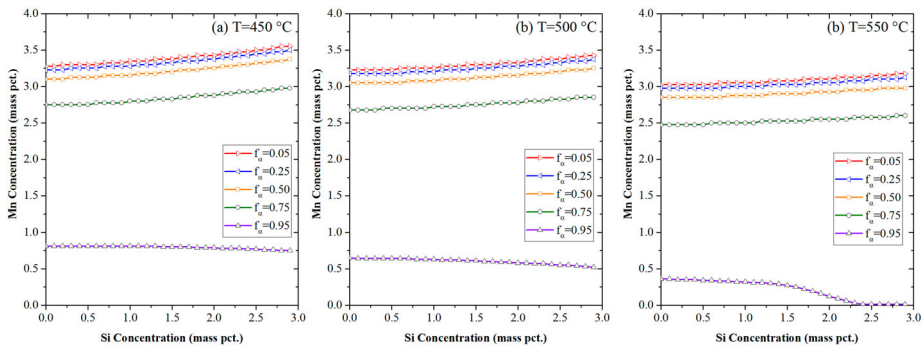 (a) T=450 °C
Mn Concentration (mass pct.)
4.0
3.5
3.0
2.5
2.0
1.5
1.0
0.5
0.0
fα=0.05
fα=0.25
fα=0.50
fα=0.75
fα=0.95
0.0 0.5 1.0 1.5 2.0 2.5 3.0
Si Concentration (mass pct.)
(b) T=500 °C
Mn Concentration (mass pct.)
4.0
3.5
3.0
2.5
2.0
1.5
1.0
0.5
0.0
fα=0.05
fα=0.25
fα=0.50
fα=0.75
fα=0.95
0.0 0.5 1.0 1.5 2.0 2.5 3.0
Si Concentration (mass pct.)
(b) T=550 °C
Mn Concentration (mass pct.)
4.0
3.5
3.0
2.5
2.0
1.5
1.0
0.5
0.0
fα=0.05
fα=0.25
fα=0.50
fα=0.75
fα=0.95
0.0 0.5 1.0 1.5 2.0 2.5 3.0
Si Concentration (mass pct.)